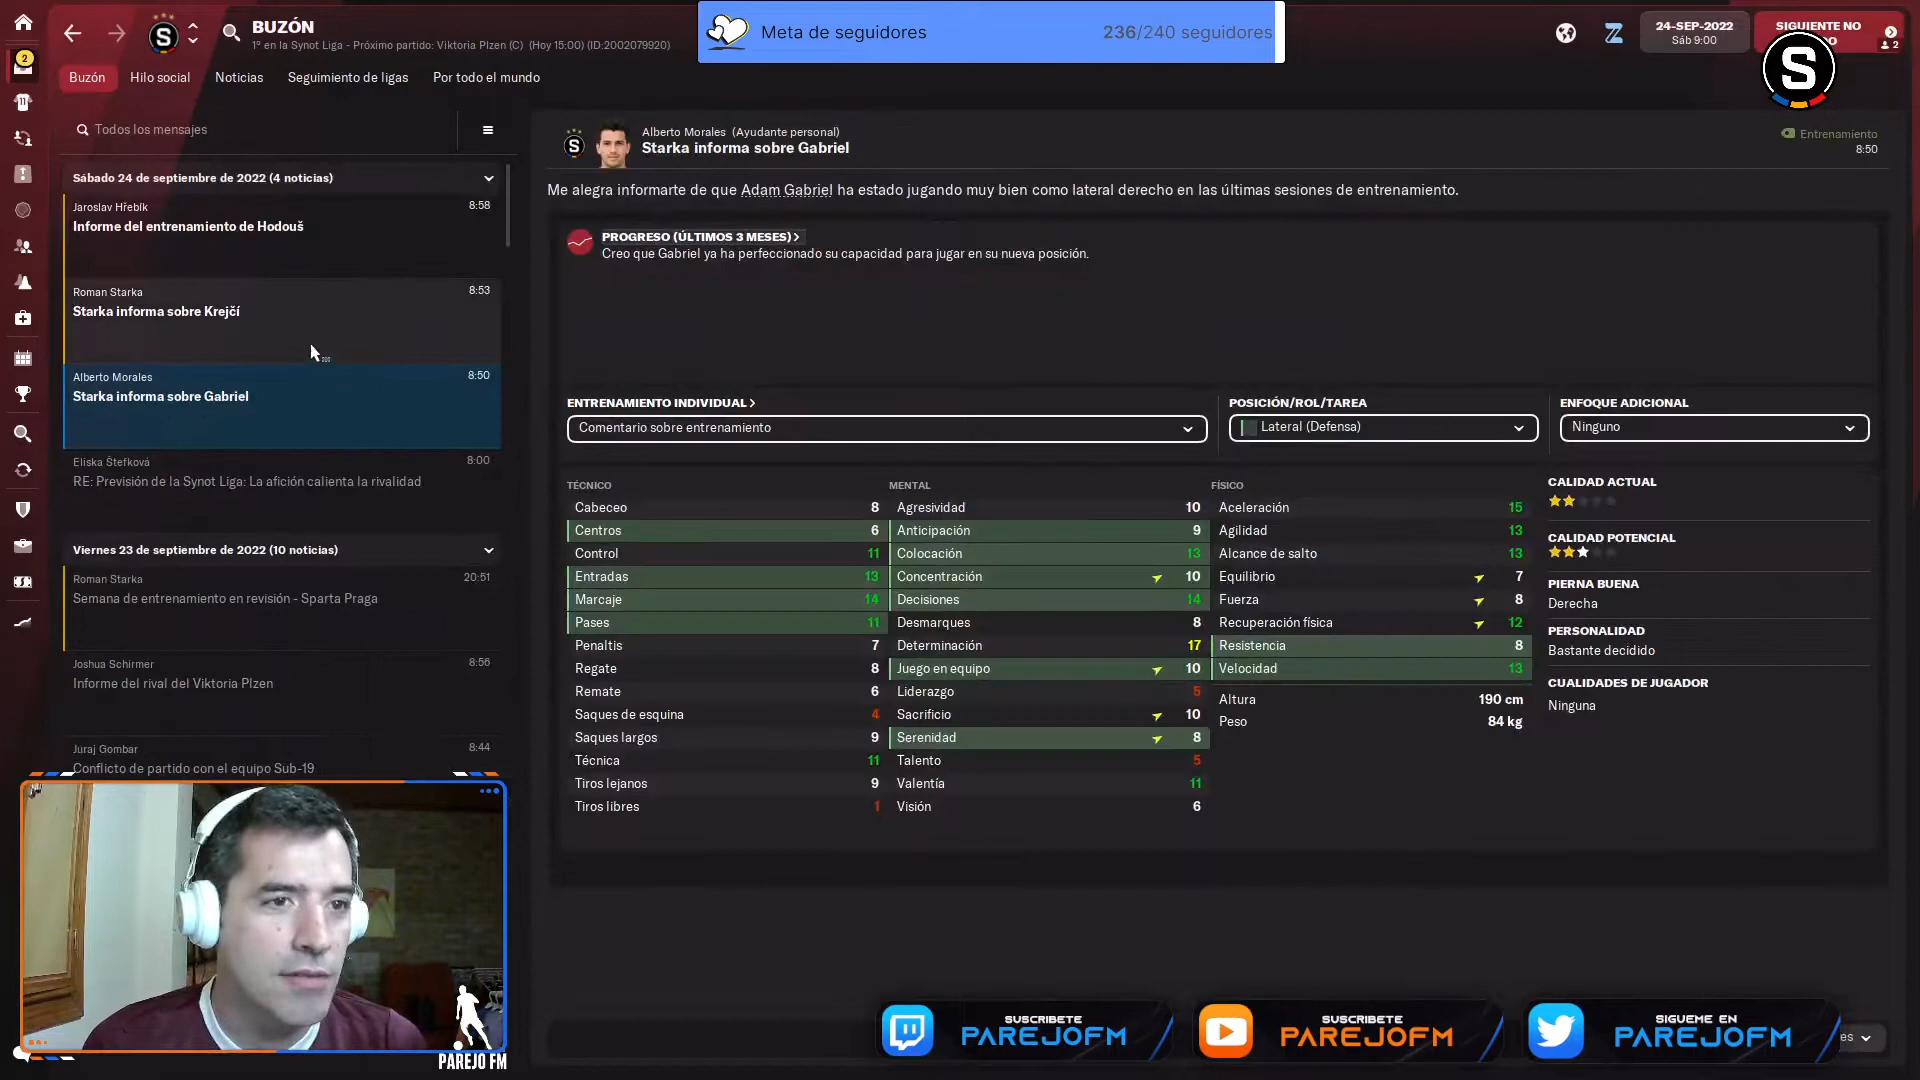 BUZÓN
1º en la Synot Liga - Próximo partido: Viktoria Plzen (C) (Hoy 15:00) (ID:2002079920)
Meta de seguidores
236/240 seguidores
24-SEP-2022
Sáb 9:00
SIGUIENTE NO
2
2
11
Buzón
Hilo social
Noticias
Seguimiento de ligas
Por todo el mundo
Todos los mensajes
Sábado 24 de septiembre de 2022 (4 noticias)
Jaroslav Hřebík 8:58
Informe del entrenamiento de Hodouš
Roman Starka 8:53
Starka informa sobre Krejčí
Alberto Morales 8:50
Starka informa sobre Gabriel
Eliska Štefková 8:00
RE: Previsión de la Synot Liga: La afición calienta la rivalidad
Viernes 23 de septiembre de 2022 (10 noticias)
Roman Starka 20:51
Semana de entrenamiento en revisión - Sparta Praga
Joshua Schirmer 8:56
Informe del rival del Viktoria Plzen
Juraj Gombar 8:44
Conflicto de partido con el equipo Sub-19
S
S
S
Alberto Morales (Ayudante personal)
Starka informa sobre Gabriel
Entrenamiento
8:50
Me alegra informarte de que Adam Gabriel ha estado jugando muy bien como lateral derecho en las últimas sesiones de entrenamiento.
PROGRESO (ÚLTIMOS 3 MESES)
Creo que Gabriel ya ha perfeccionado su capacidad para jugar en su nueva posición.
ENTRENAMIENTO INDIVIDUAL
Comentario sobre entrenamiento
POSICIÓN/ROL/TAREA
Lateral (Defensa)
ENFOQUE ADICIONAL
Ninguno
TÉCNICO
Cabeceo 8
Centros 6
Control 11
Entradas 13
Marcaje 14
Pases 11
Penaltis 7
Regate 8
Remate 6
Saques de esquina 4
Saques largos 9
Técnica 11
Tiros lejanos 9
Tiros libres 1
MENTAL
Agresividad 10
Anticipación 9
Colocación 13
Concentración 10
Decisiones 14
Desmarques 8
Determinación 17
Juego en equipo 10
Liderazgo 5
Sacrificio 10
Serenidad 8
Talento 5
Valentía 11
Visión 6
FÍSICO
Aceleración 15
Agilidad 13
Alcance de salto 13
Equilibrio 7
Fuerza 8
Recuperación física 12
Resistencia 8
Velocidad 13
Altura 190 cm
Peso 84 kg
CALIDAD ACTUAL
CALIDAD POTENCIAL
PIERNA BUENA
Derecha
PERSONALIDAD
Bastante decidido
CUALIDADES DE JUGADOR
Ninguna
PAREJO FM
SUSCRIBETE
PAREJOFM
SUSCRIBETE
PAREJOFM
SIGUEME EN
PAREJOFM